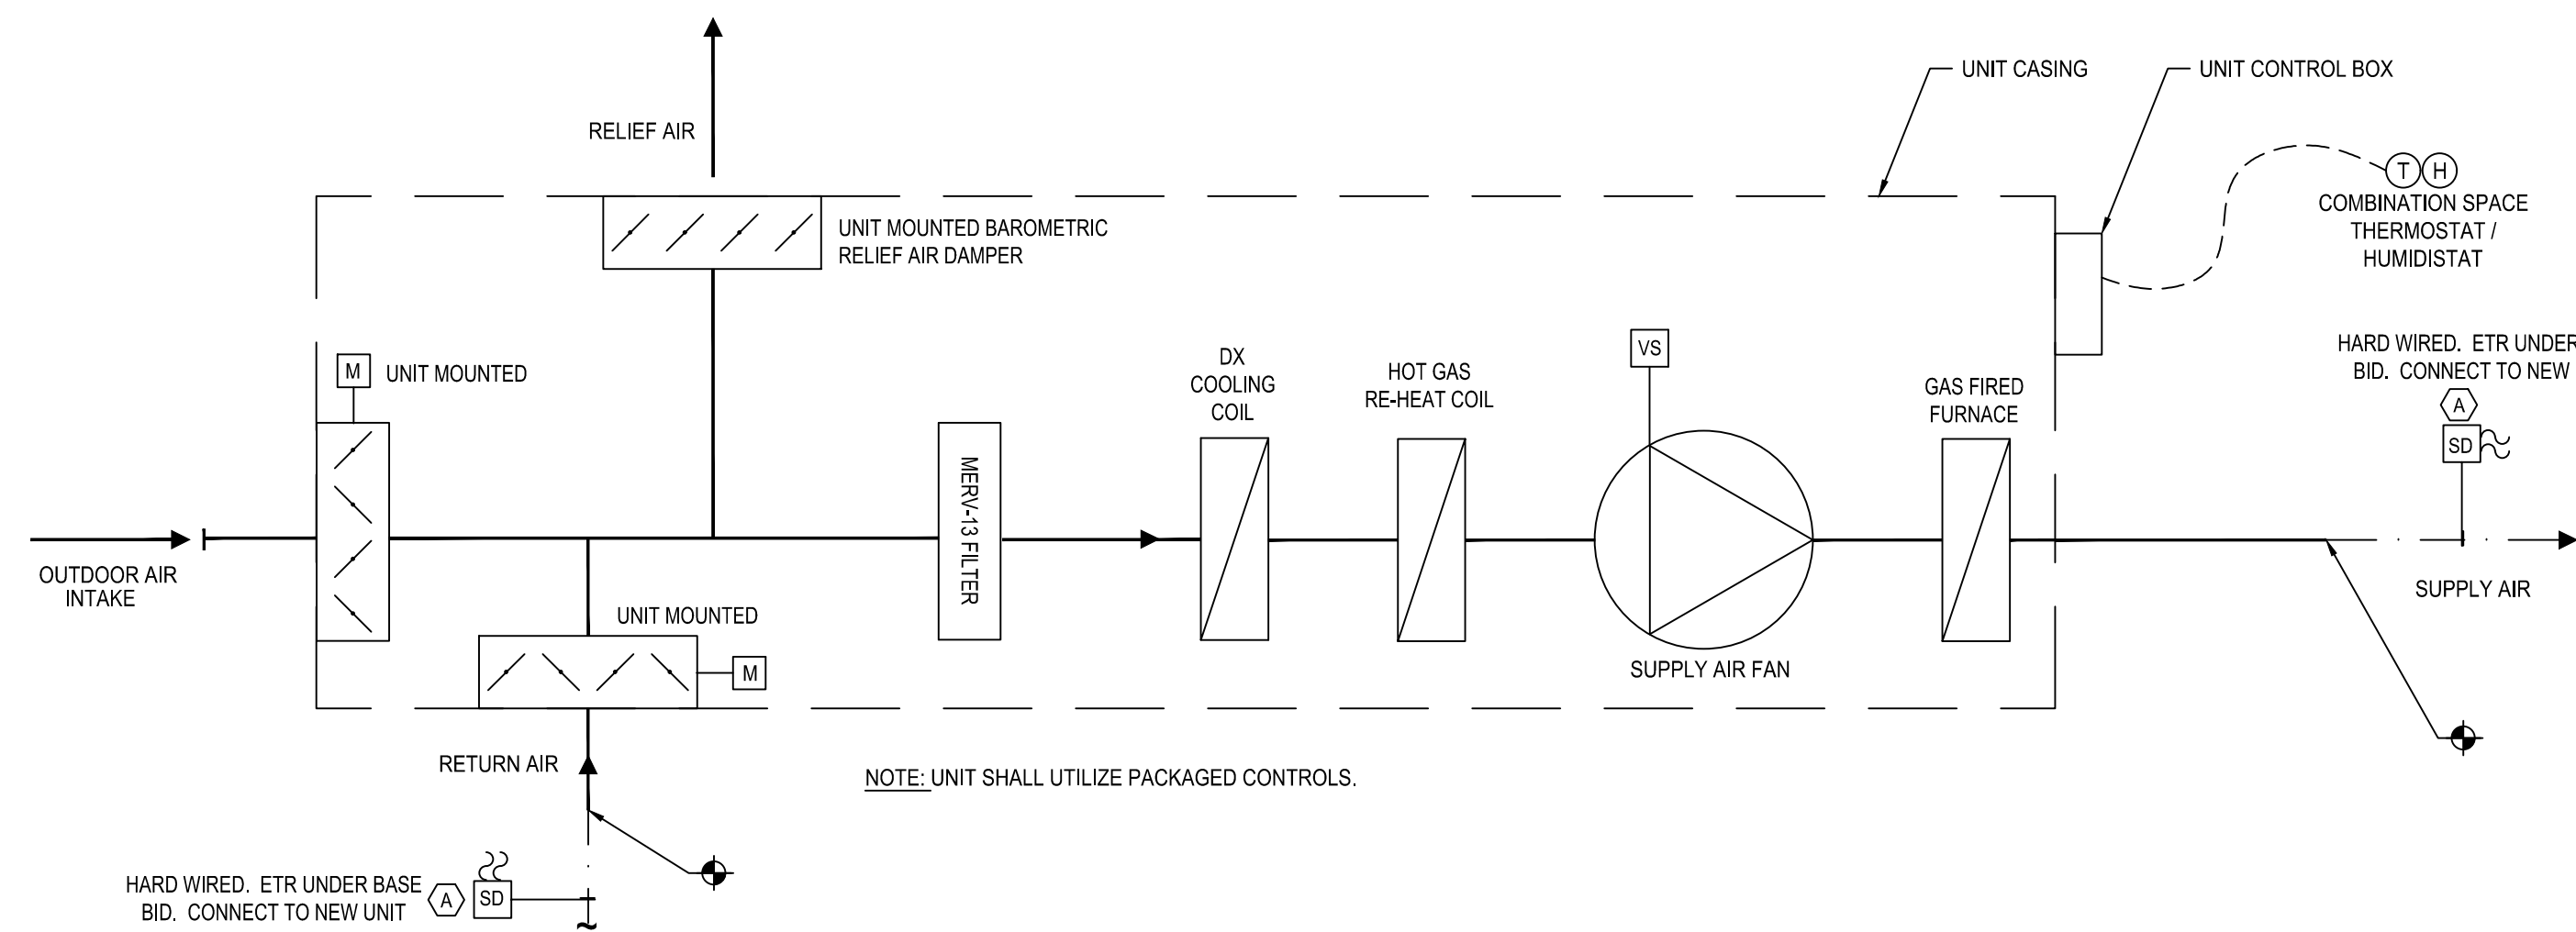 UNIT CASING
UNIT CONTROL BOX
RELIEF AIR
T H
COMBINATION SPACE
THERMOSTAT /
HUMIDISTAT
UNIT MOUNTED BAROMETRIC
RELIEF AIR DAMPER
M
UNIT MOUNTED
DX
COOLING
COIL
HOT GAS
RE-HEAT COIL
VS
GAS FIRED
FURNACE
HARD WIRED. ETR UNDER
BID. CONNECT TO NEW
A
SD
MERV-13 FILTER
OUTDOOR AIR
INTAKE
SUPPLY AIR
UNIT MOUNTED
M
SUPPLY AIR FAN
RETURN AIR
NOTE: UNIT SHALL UTILIZE PACKAGED CONTROLS.
HARD WIRED. ETR UNDER BASE
BID. CONNECT TO NEW UNIT
A
SD